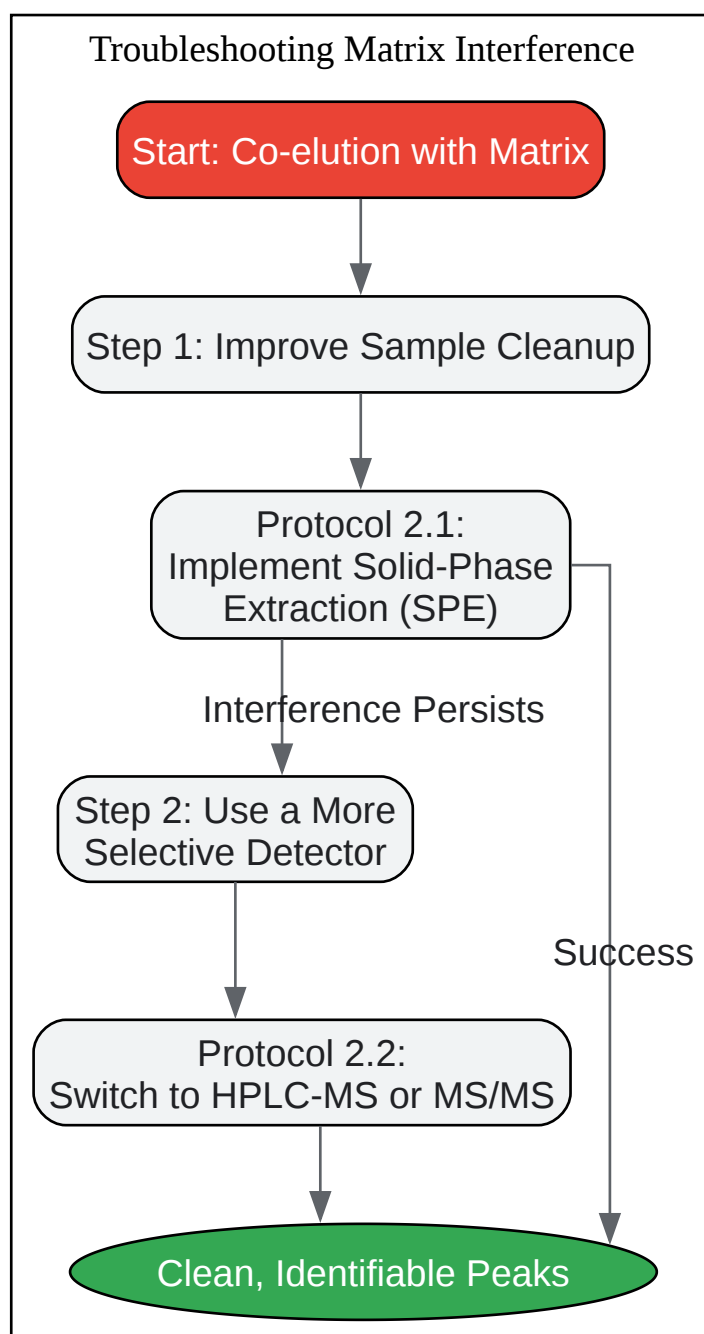 Troubleshooting Matrix Interference
Start: Co-elution with Matrix
Step 1: Improve Sample Cleanup
Protocol 2.1:
Implement Solid-Phase
Extraction (SPE)
Interference Persists
Step 2: Use a More
Selective Detector
Success
Protocol 2.2:
Switch to HPLC-MS or MS/MS
Clean, Identifiable Peaks